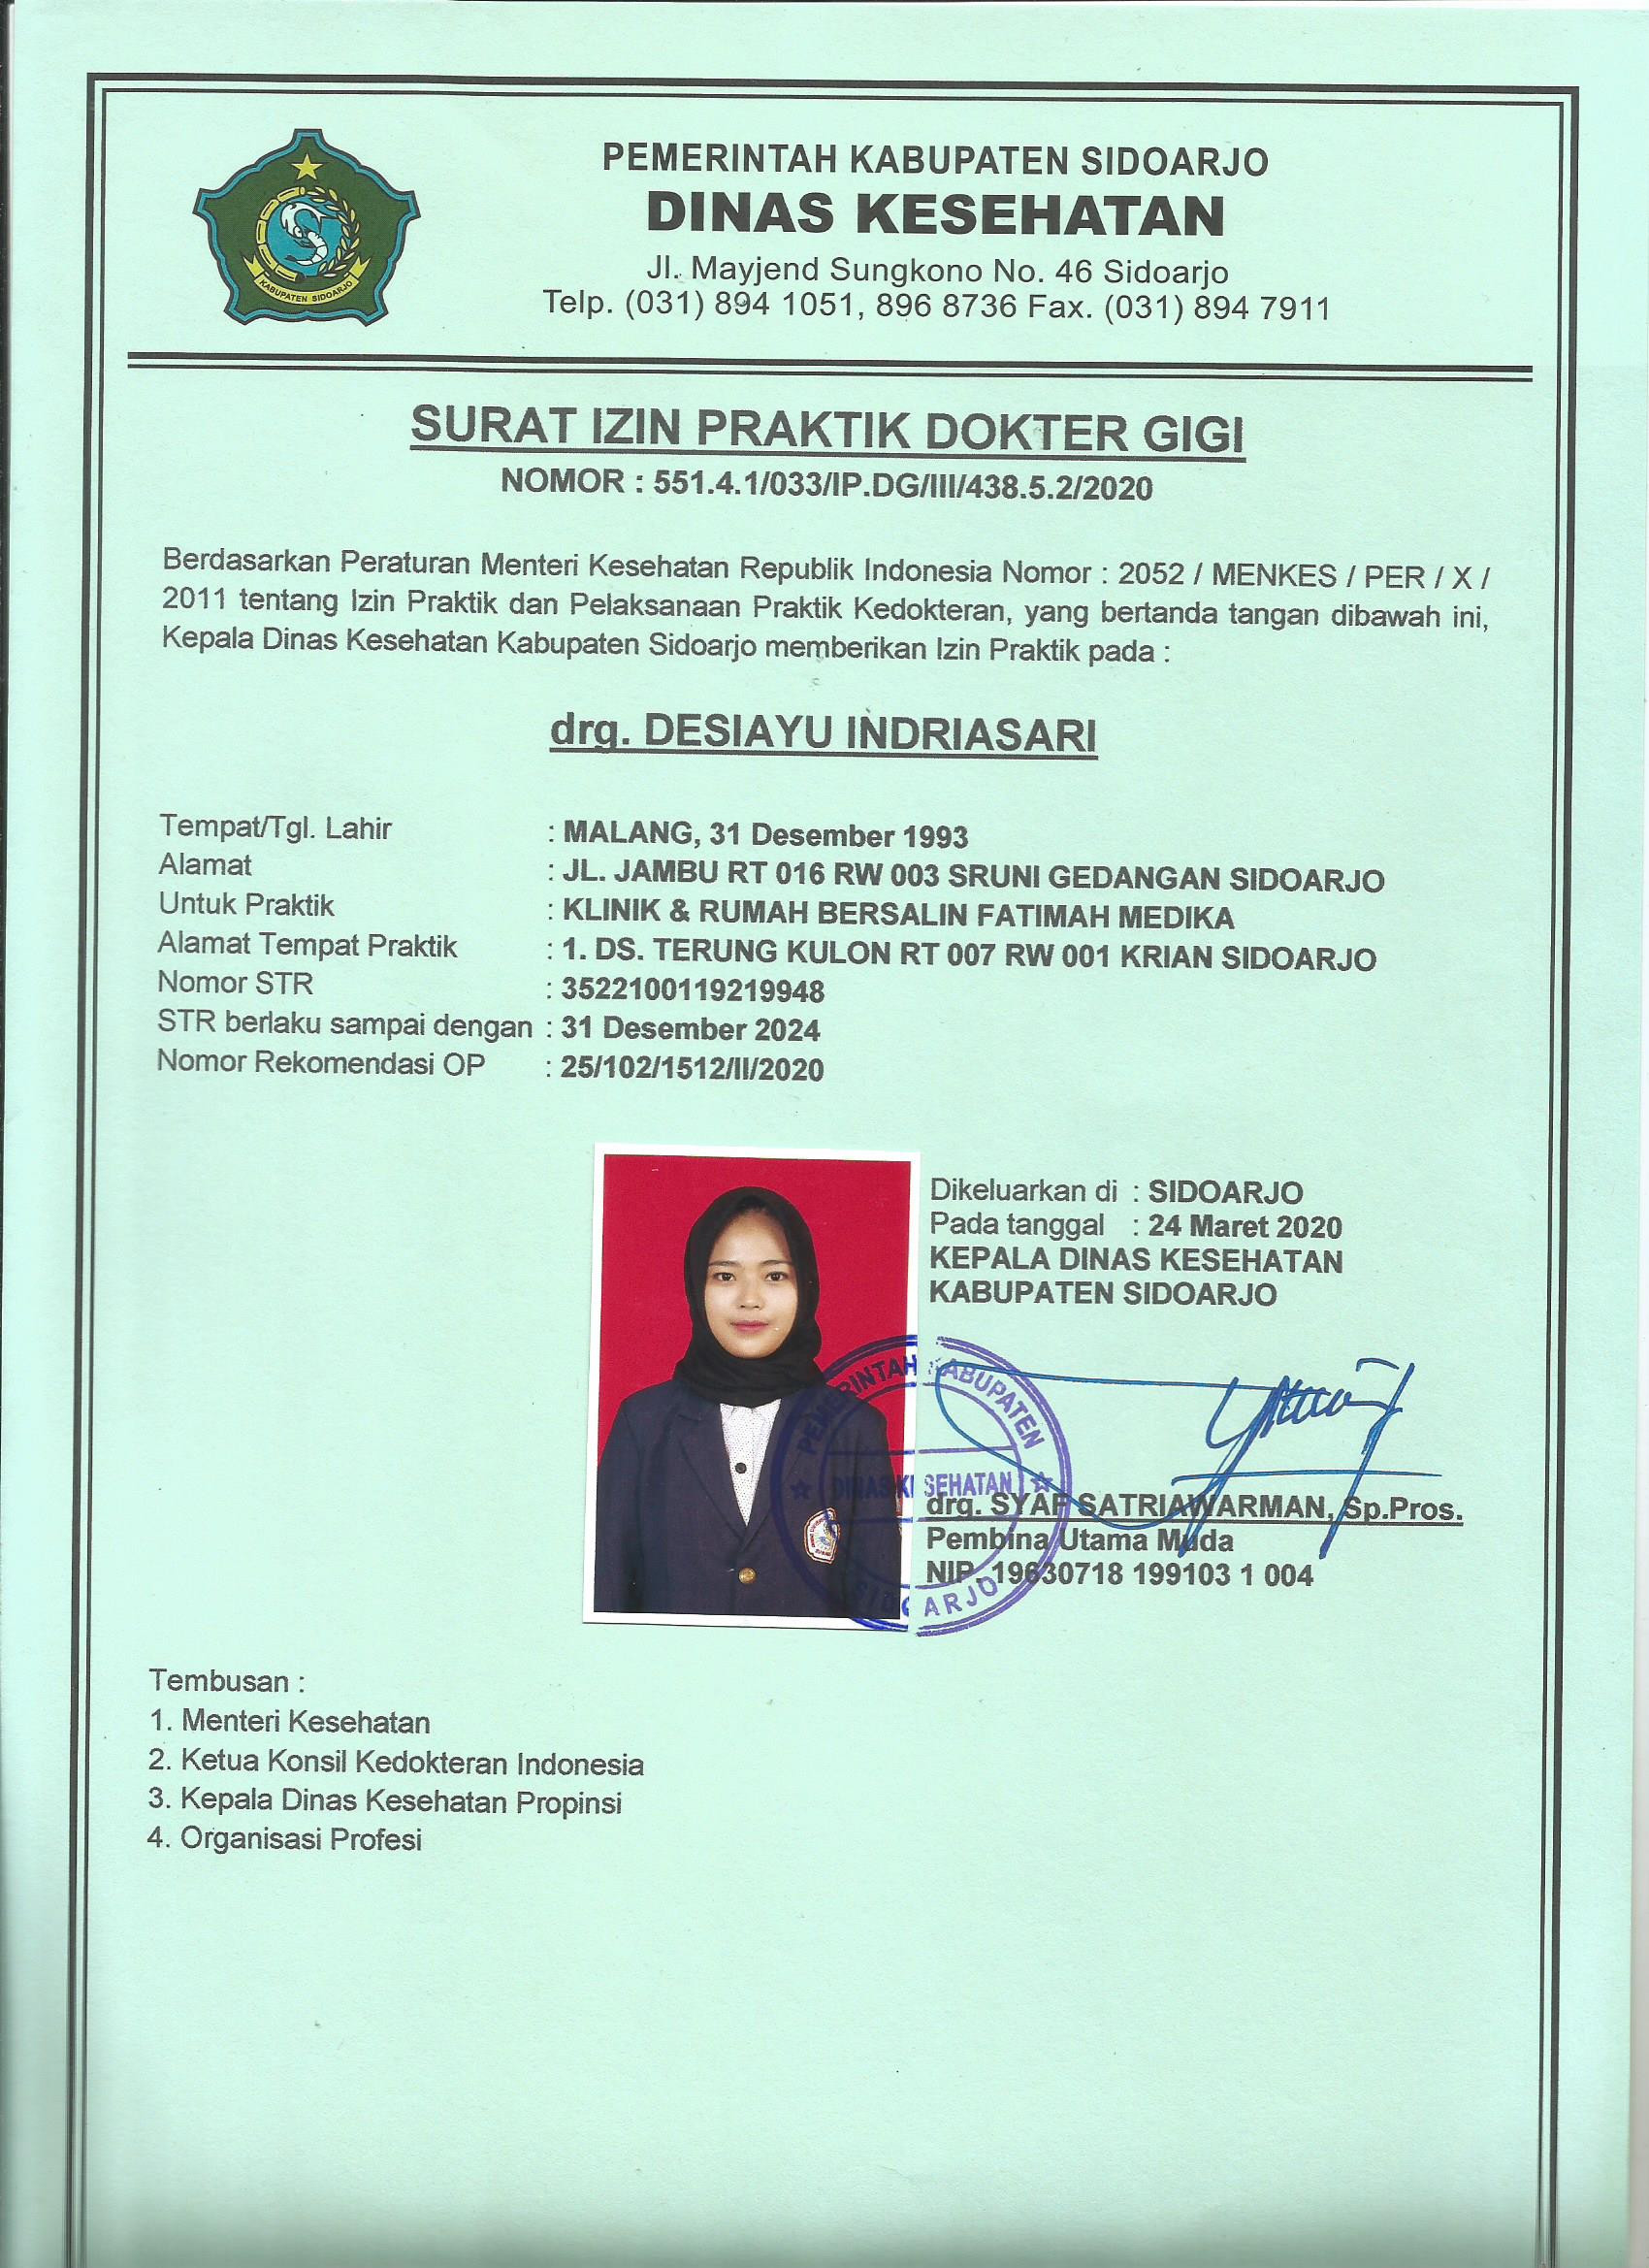 PEMERINTAH KABUPATEN SIDOARJO
DINAS KESEHATAN
Jl. Mayjend Sungkono No. 46 Sidoarjo
Telp. (031) 894 1051, 896 8736 Fax. (031) 894 7911
KABUPATEN SIDOARJO
SURAT IZIN PRAKTIK DOKTER GIGI
NOMOR : 551.4.1/033/IP.DG/III/438.5.2/2020
Berdasarkan Peraturan Menteri Kesehatan Republik Indonesia Nomor : 2052 / MENKES / PER / X /
2011 tentang Izin Praktik dan Pelaksanaan Praktik Kedokteran, yang bertanda tangan dibawah ini,
Kepala Dinas Kesehatan Kabupaten Sidoarjo memberikan Izin Praktik pada :
drg. DESIAYU INDRIASARI
Tempat/Tgl. Lahir : MALANG, 31 Desember 1993
Alamat : JL. JAMBU RT 016 RW 003 SRUNI GEDANGAN SIDOARJO
Untuk Praktik : KLINIK & RUMAH BERSALIN FATIMAH MEDIKA
Alamat Tempat Praktik : 1. DS. TERUNG KULON RT 007 RW 001 KRIAN SIDOARJO
Nomor STR : 3522100119219948
STR berlaku sampai dengan : 31 Desember 2024
Nomor Rekomendasi OP : 25/102/1512/II/2020
Dikeluarkan di : SIDOARJO
Pada tanggal : 24 Maret 2020
KEPALA DINAS KESEHATAN
KABUPATEN SIDOARJO
PEMERINTAH KABUPATEN
DINAS KESEHATAN
SIDOARJO
drg. SYAF SATRIAWARMAN, Sp.Pros.
Pembina Utama Muda
NIP. 19630718 199103 1 004
Tembusan :
1. Menteri Kesehatan
2. Ketua Konsil Kedokteran Indonesia
3. Kepala Dinas Kesehatan Propinsi
4. Organisasi Profesi